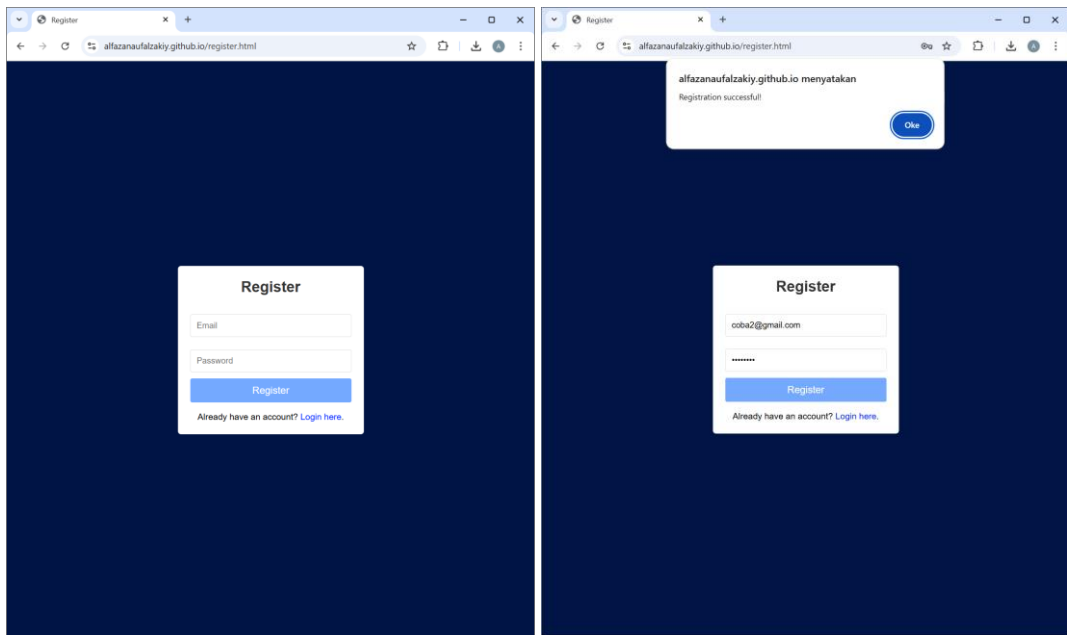 Register
alfazanaufalzakiy.github.io/register.html
A
Register
Email
Password
Register
Already have an account? Login here.
Register
alfazanaufalzakiy.github.io/register.html
A
alfazanaufalzakiy.github.io menyatakan
Registration successful!
Oke
Register
coba2@gmail.com
••••••••
Register
Already have an account? Login here.